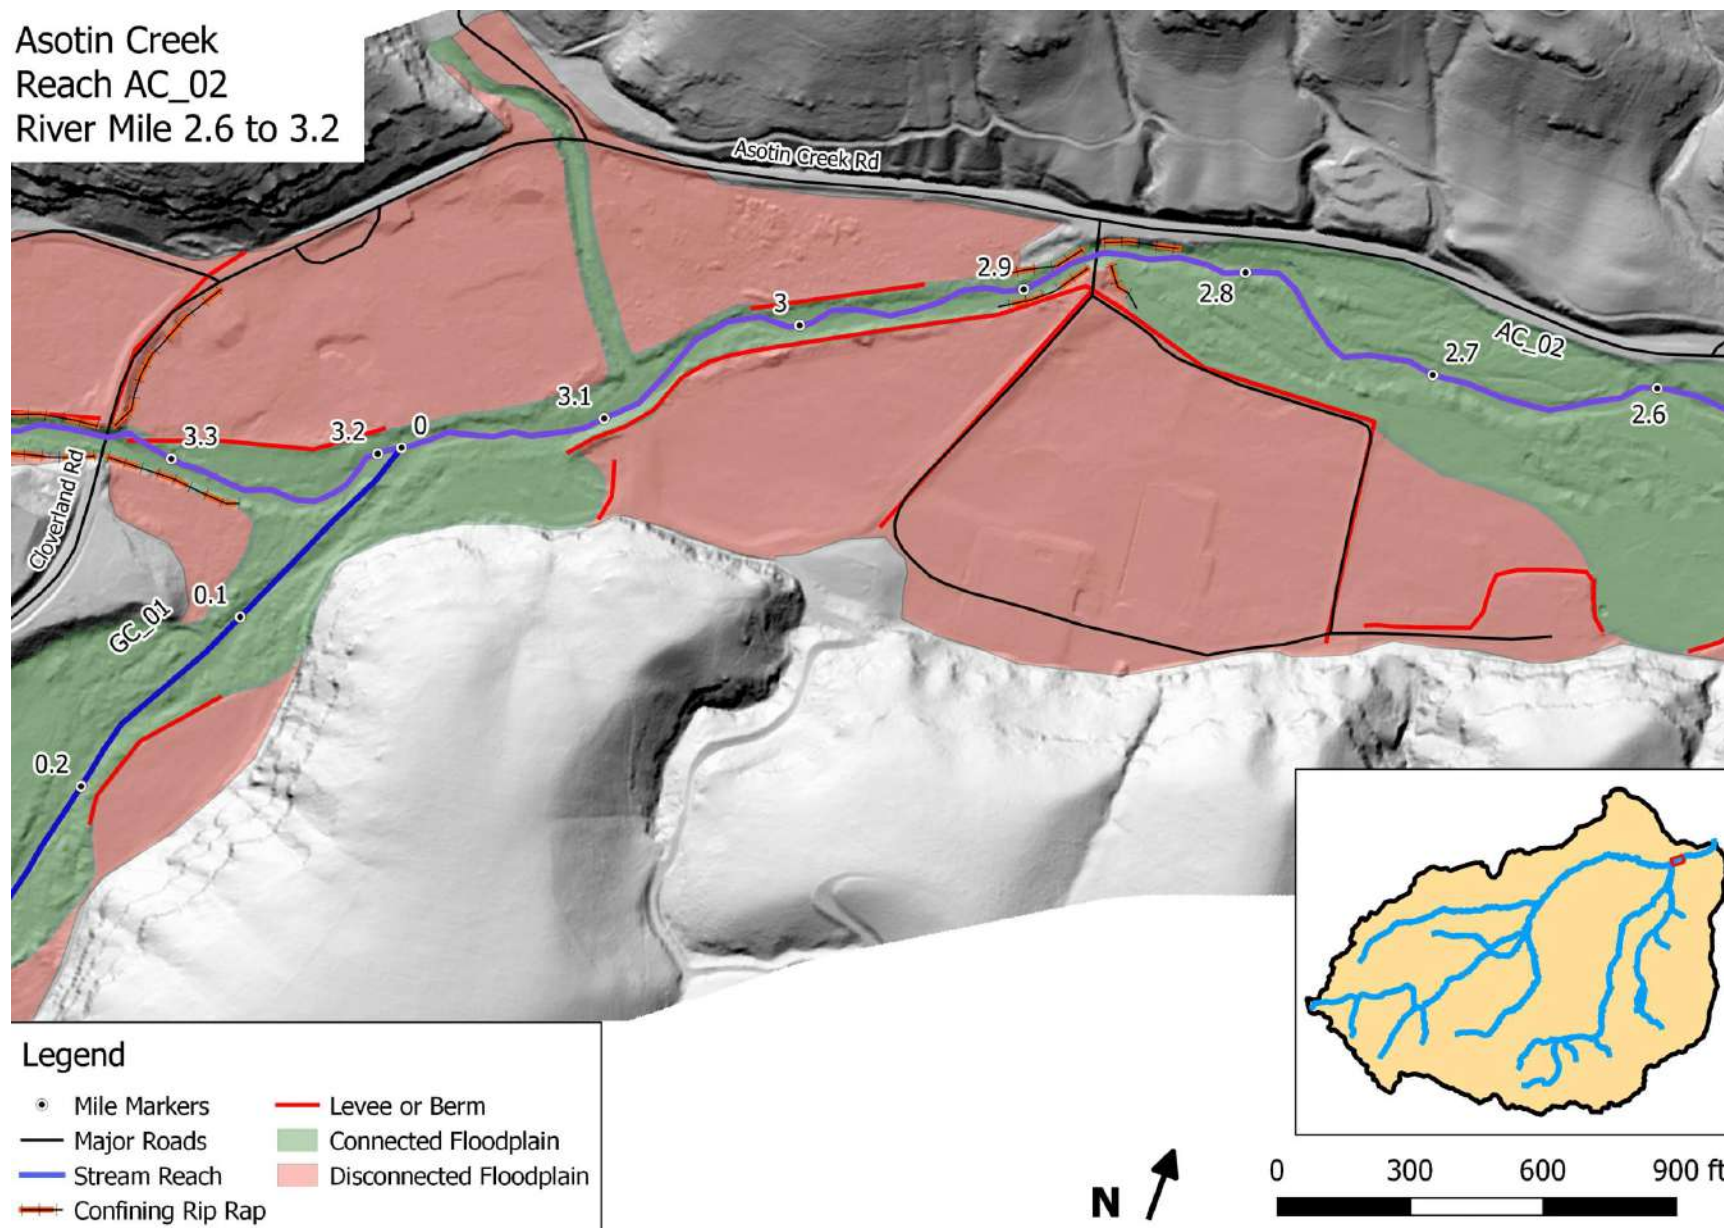 Asotin Creek
Reach AC_02
River Mile 2.6 to 3.2
Asotin Creek Rd
2.9
2.8
3
AC_02
2.7
2.6
3.1
3.2
0
3.3
Cloverland Rd
0.1
GC_01
0.2
Legend
Mile Markers
Levee or Berm
Major Roads
Connected Floodplain
Stream Reach
Disconnected Floodplain
Confining Rip Rap
N
0 300 600 900 ft